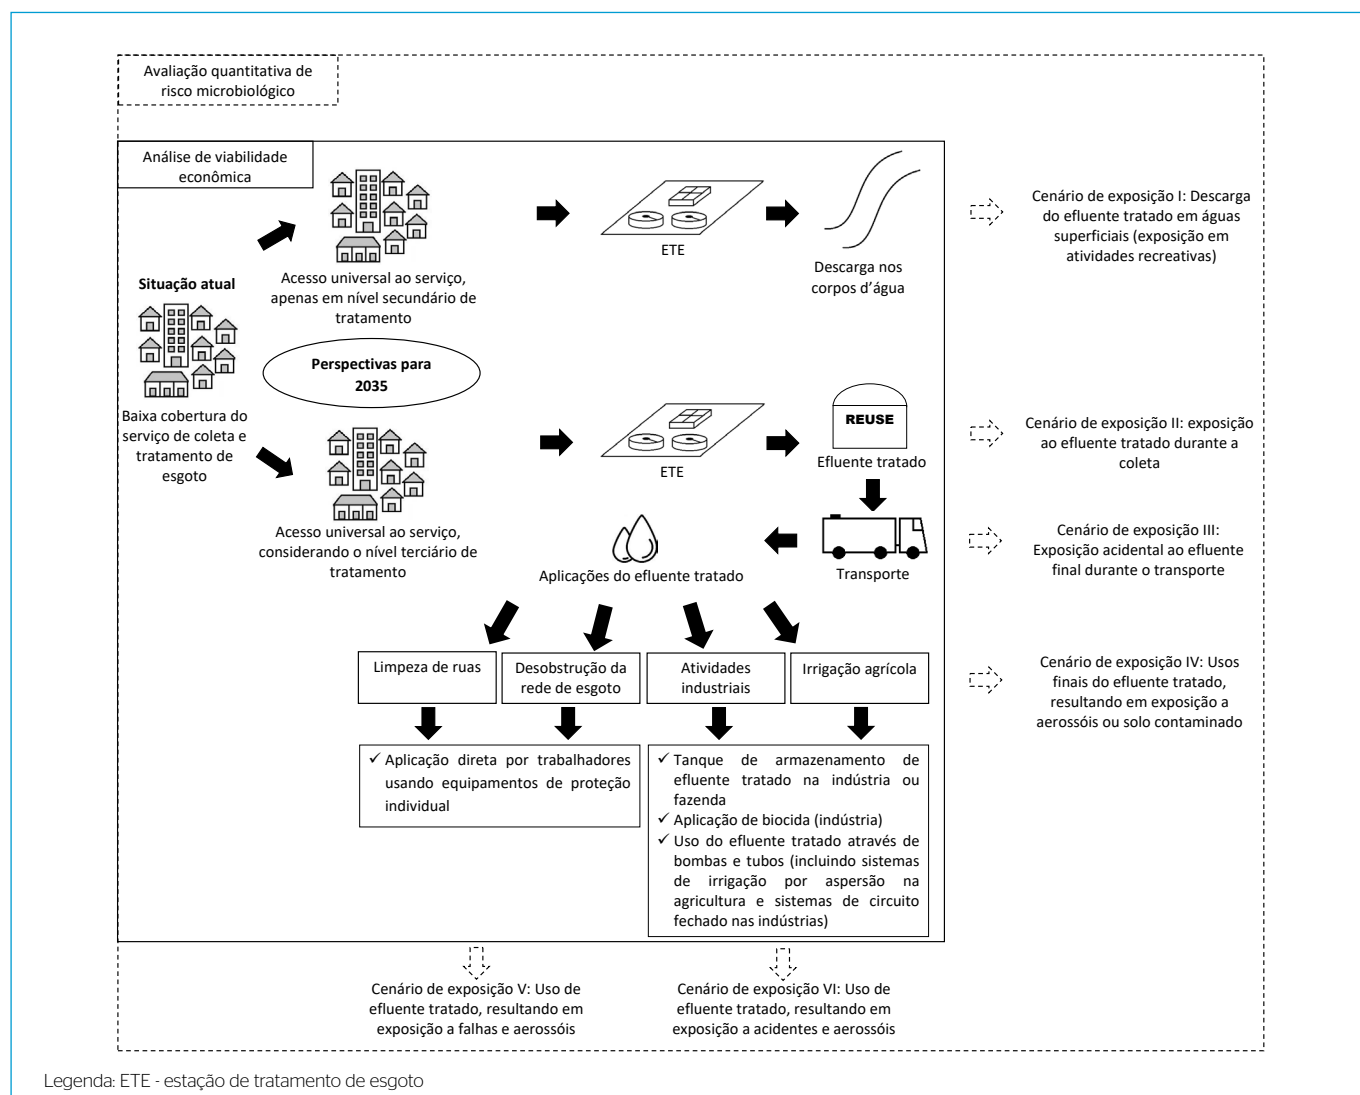 Avaliação quantitativa de
risco microbiológico
Análise de viabilidade
econômica
Situação atual
Baixa cobertura do
serviço de coleta e
tratamento de
esgoto
Acesso universal ao serviço,
apenas em nível secundário de
tratamento
ETE
Descarga nos
corpos d'água
Cenário de exposição I: Descarga
do efluente tratado em águas
superficiais (exposição em
atividades recreativas)
Perspectivas para
2035
Acesso universal ao serviço,
considerando o nível terciário de
tratamento
ETE
REUSE
Efluente tratado
Cenário de exposição II: exposição
ao efluente tratado durante a
coleta
Transporte
Cenário de exposição III:
Exposição acidental ao efluente
final durante o transporte
Aplicações do efluente tratado
Limpeza de ruas
Desobstrução da
rede de esgoto
Atividades
industriais
Irrigação agrícola
Cenário de exposição IV: Usos
finais do efluente tratado,
resultando em exposição a
aerossóis ou solo contaminado
✓ Aplicação direta por trabalhadores
usando equipamentos de proteção
individual
✓ Tanque de armazenamento de
efluente tratado na indústria ou
fazenda
✓ Aplicação de biocida (indústria)
✓ Uso do efluente tratado através de
bombas e tubos (incluindo sistemas
de irrigação por aspersão na
agricultura e sistemas de circuito
fechado nas indústrias)
Cenário de exposição V: Uso de
efluente tratado, resultando em
exposição a falhas e aerossóis
Cenário de exposição VI: Uso de
efluente tratado, resultando em
exposição a acidentes e aerossóis
Legenda: ETE - estação de tratamento de esgoto